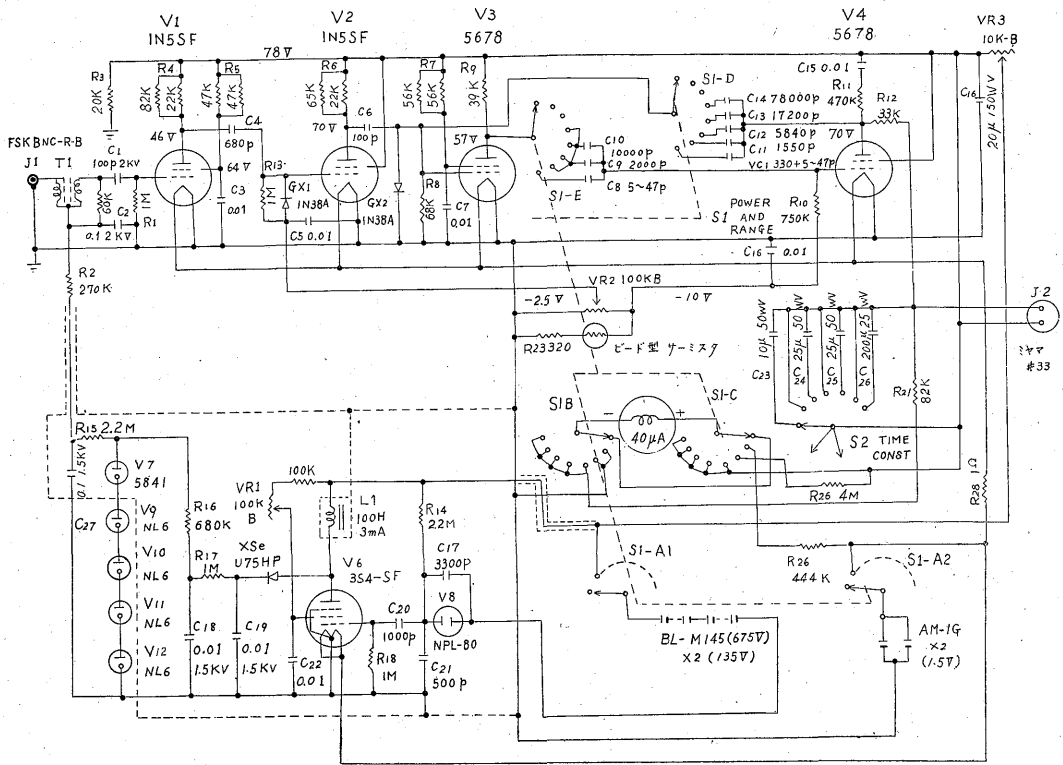 V1
1N5SF
V2
1N5SF
V3
5678
V4
5678
VR3
10K-B
78V
R3
20K
R4
82K
22K
R5
47K
47K
R6
65K
22K
R7
56K
56K
R9
39K
S1-D
C15 0.01
R11
470K
R12
33K
C16
20μ 150WV
C14 78000p
C13 17200p
C12 5840p
C11 1550p
VC1 330+5~47p
FSK BNC-R-B
J1
T1
C1
100p 2KV
46V
C4
680p
64V
C3
0.01
R13
1M
GX1
1N38A
70V
C6
100p
GX2
1N38A
57V
R8
68K
C7
0.01
C10
10000p
C9 2000p
C8 5~47p
S1-E
70V
60K
C2
0.1 2KV
1M
R1
C5 0.01
S1
POWER
AND
RANGE
R10
750K
C16 0.01
R2
270K
VR2 100KB
-2.5V
-10V
R23 320
ビード型 サーミスタ
10μ 50WV
25μ 50WV
25μ 50WV
200μ 25WV
C23
C24
C25
C26
R21
82K
J-2
ミヤマ
#33
S1B
S1-C
−
+
40μA
S2 TIME
CONST
R28 1Ω
R26 4M
R15 2.2M
0.1 1.5KV
C27
V7
5841
V9
NL6
V10
NL6
V11
NL6
V12
NL6
R16
680K
R17
1M
XSe
U75HP
C18
0.01
1.5KV
C19
0.01
1.5KV
100K
VR1
100K
B
L1
100H
3mA
V6
3S4-SF
C22
0.01
R14
22M
C17
3300p
V8
NPL-80
C20
1000p
R18
1M
C21
500p
S1-A1
S1-A2
R26
444K
BL-M145(675V)
X2 (135V)
AM-1G
X2
(1.5V)